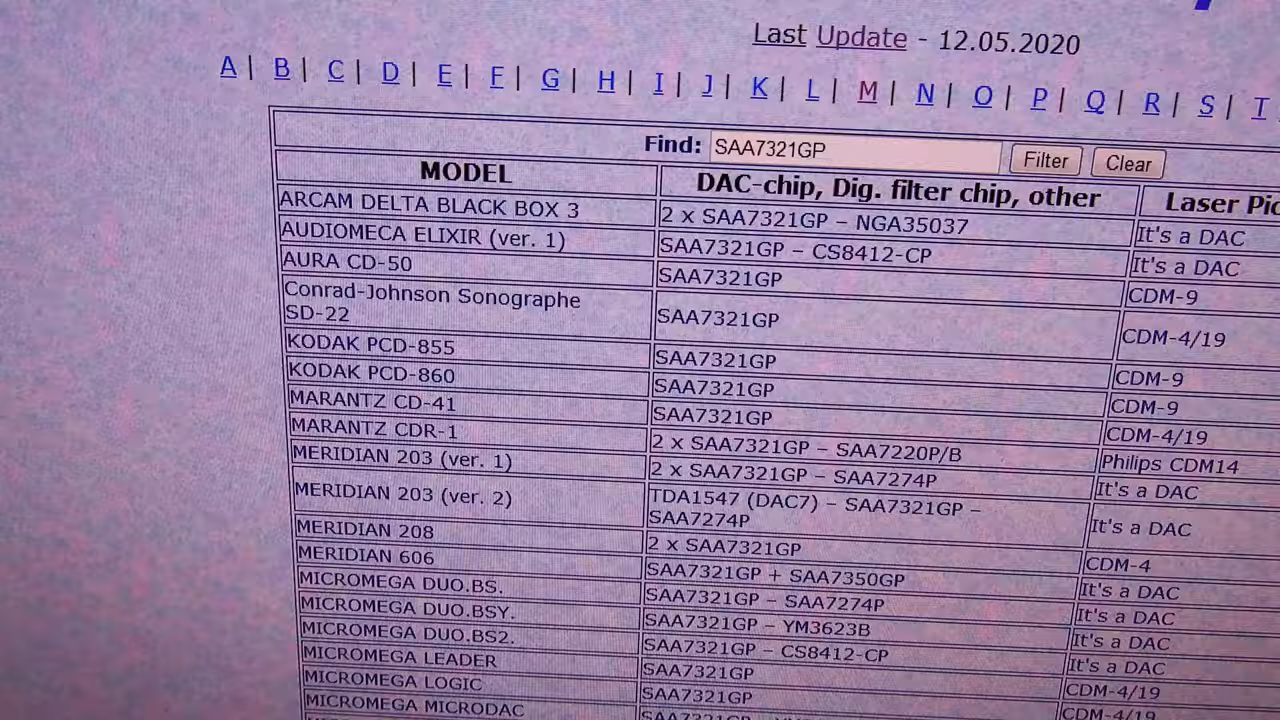 Last Update - 12.05.2020
A | B | C | D | E | F | G | H | I | J | K | L | M | N | O | P | Q | R | S | T
Find: SAA7321GP Filter Clear
MODEL DAC-chip, Dig. filter chip, other Laser Pic
ARCAM DELTA BLACK BOX 3 2 x SAA7321GP – NGA35037 It's a DAC
AUDIOMECA ELIXIR (ver. 1) SAA7321GP – CS8412-CP It's a DAC
AURA CD-50 SAA7321GP CDM-9
Conrad-Johnson Sonographe
SD-22 SAA7321GP CDM-4/19
KODAK PCD-855 SAA7321GP CDM-9
KODAK PCD-860 SAA7321GP CDM-9
MARANTZ CD-41 SAA7321GP CDM-4/19
MARANTZ CDR-1 2 x SAA7321GP – SAA7220P/B Philips CDM14
MERIDIAN 203 (ver. 1) 2 x SAA7321GP – SAA7274P It's a DAC
MERIDIAN 203 (ver. 2) TDA1547 (DAC7) – SAA7321GP –
SAA7274P It's a DAC
MERIDIAN 208 2 x SAA7321GP CDM-4
MERIDIAN 606 SAA7321GP + SAA7350GP It's a DAC
MICROMEGA DUO.BS. SAA7321GP – SAA7274P It's a DAC
MICROMEGA DUO.BSY. SAA7321GP – YM3623B It's a DAC
MICROMEGA DUO.BS2. SAA7321GP – CS8412-CP It's a DAC
MICROMEGA LEADER SAA7321GP CDM-4/19
MICROMEGA LOGIC SAA7321GP CDM-4/19
MICROMEGA MICRODAC